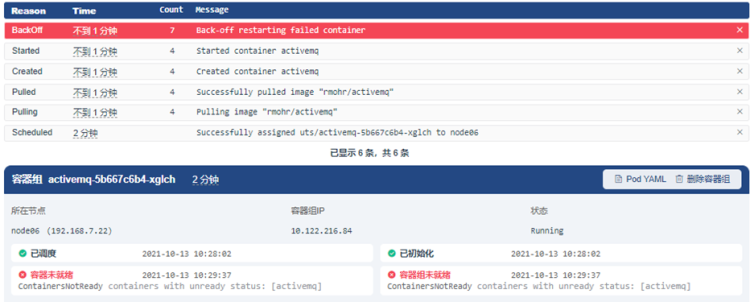 Reason Time Count Message
BackOff 不到 1 分钟 7 Back-off restarting failed container
Started 不到 1 分钟 4 Started container activemq
Created 不到 1 分钟 4 Created container activemq
Pulled 不到 1 分钟 4 Successfully pulled image "rmohr/activemq"
Pulling 不到 1 分钟 4 Pulling image "rmohr/activemq"
Scheduled 2 分钟 Successfully assigned uts/activemq-5b667c6b4-xglch to node06
已显示 6 条，共 6 条
容器组 activemq-5b667c6b4-xglch 2 分钟 Pod YAML 删除容器组
所在节点 容器组IP 状态
node06 (192.168.7.22) 10.122.216.84 Running
已调度 2021-10-13 10:28:02 已初始化 2021-10-13 10:28:02
容器未就绪 2021-10-13 10:29:37 容器组未就绪 2021-10-13 10:29:37
ContainersNotReady containers with unready status: [activemq] ContainersNotReady containers with unready status: [activemq]